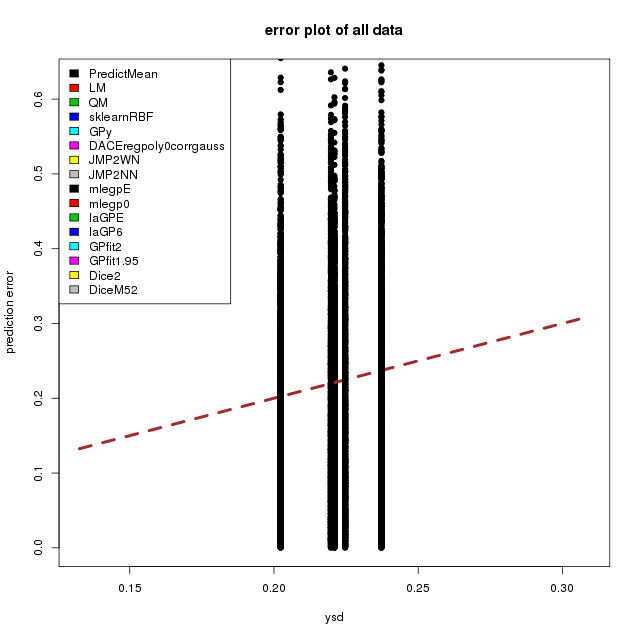 error plot of all data
PredictMean
LM
QM
sklearnRBF
GPy
DACEregpoly0corrgauss
JMP2WN
JMP2NN
mlegpE
mlegp0
laGPE
laGP6
GPfit2
GPfit1.95
Dice2
DiceM52
prediction error
0.6
0.5
0.4
0.3
0.2
0.1
0.0
0.15 0.20 0.25 0.30
ysd